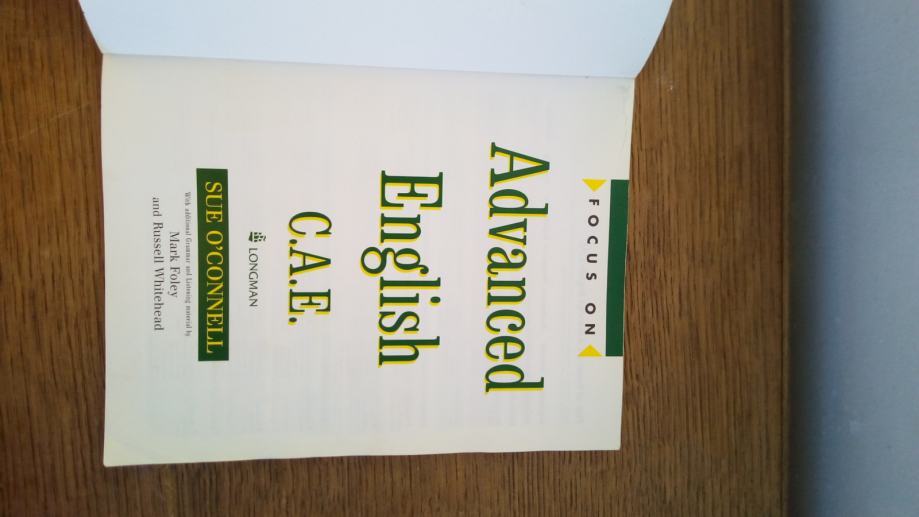 FOCUS ON
Advanced
English
C.A.E.
LONGMAN
SUE O'CONNELL
With additional Grammar and Listening material by
Mark Foley
and Russell Whitehead